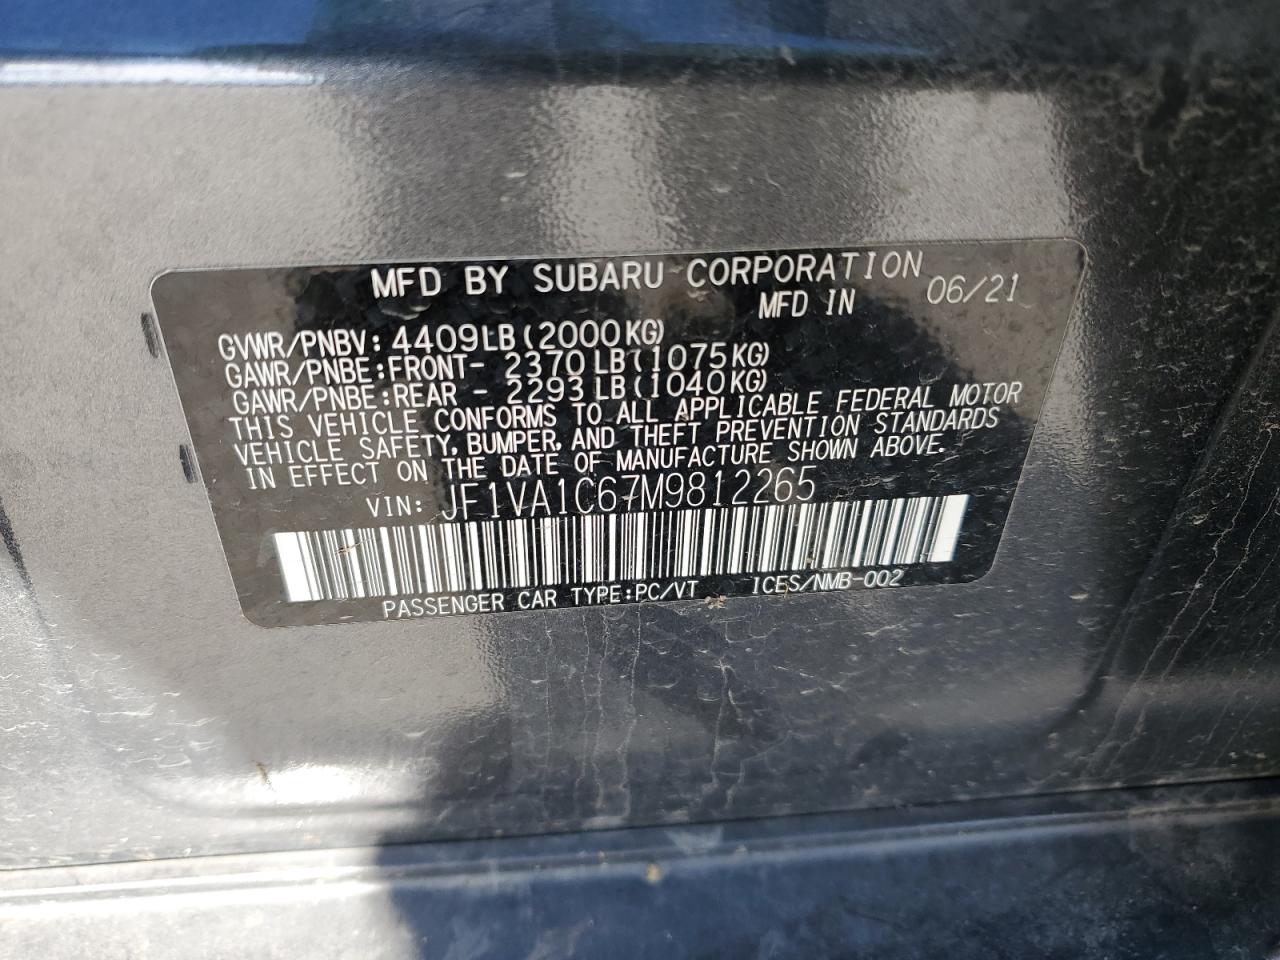 MFD BY SUBARU CORPORATION
MFD IN 06/21
GVWR/PNBV: 4409LB(2000KG)
GAWR/PNBE:FRONT- 2370LB(1075KG)
GAWR/PNBE:REAR - 2293LB(1040KG)
THIS VEHICLE CONFORMS TO ALL APPLICABLE FEDERAL MOTOR
VEHICLE SAFETY, BUMPER, AND THEFT PREVENTION STANDARDS
IN EFFECT ON THE DATE OF MANUFACTURE SHOWN ABOVE.
VIN: JF1VA1C67M9812265
PASSENGER CAR TYPE:PC/VT ICES/NMB-002